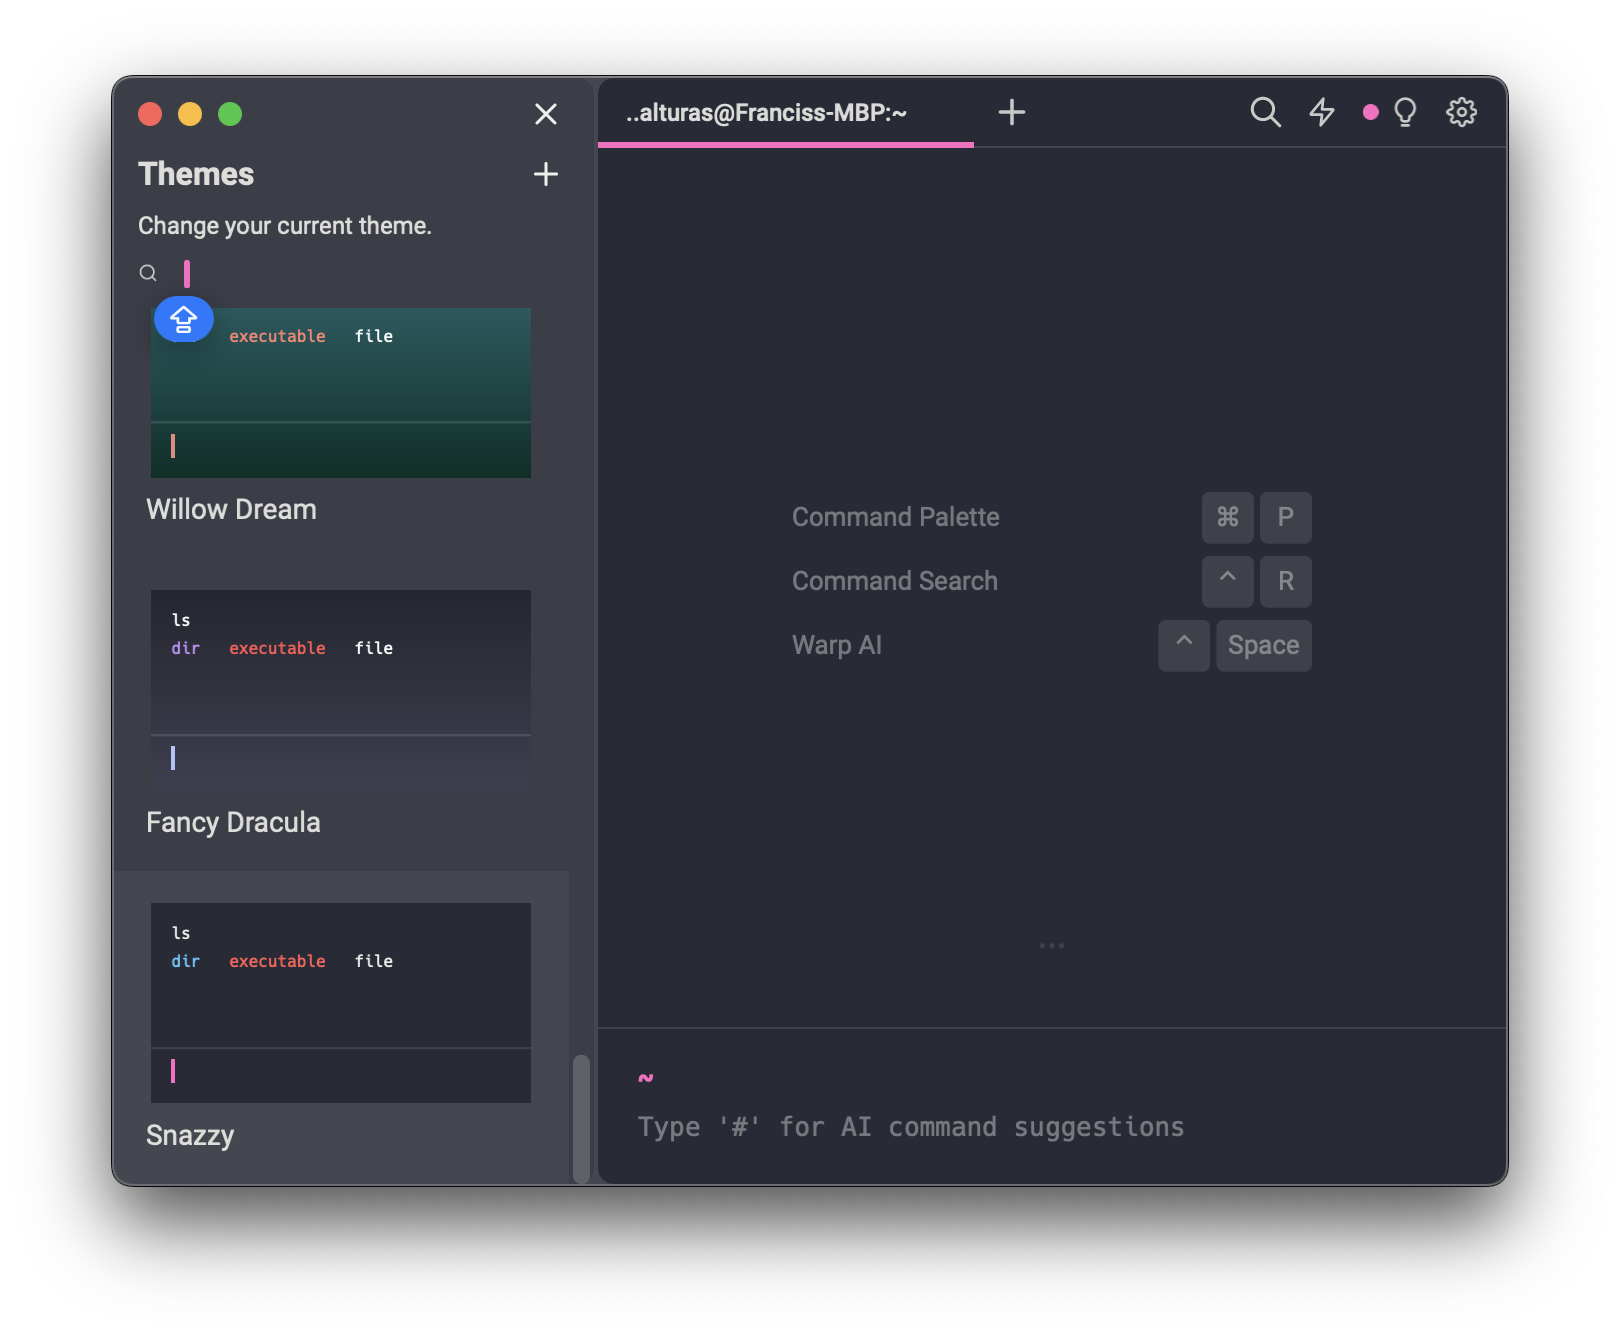 Themes
Change your current theme.
executable file
Willow Dream
ls
dir executable file
Fancy Dracula
ls
dir executable file
Snazzy
..alturas@Franciss-MBP:~
Command Palette ⌘ P
Command Search ^ R
Warp AI ^ Space
~
Type '#' for AI command suggestions